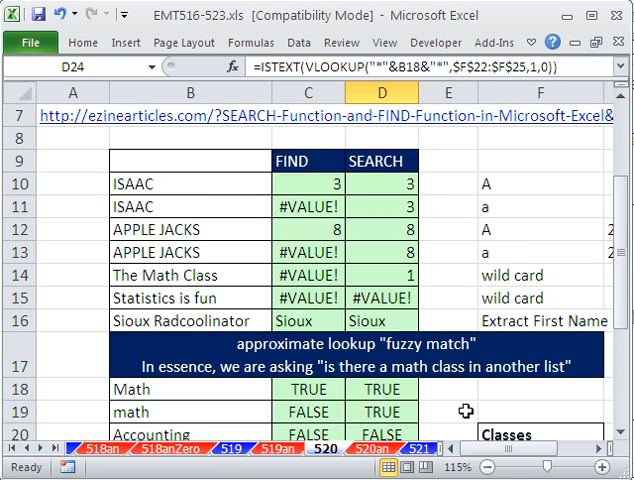 EMT516-523.xls [Compatibility Mode] - Microsoft Excel
File Home Insert Page Layout Formulas Data Review View Developer Add-Ins
D24 fx =ISTEXT(VLOOKUP("*"&B18&"*",$F$22:$F$25,1,0))
A B C D E F
7 http://ezinearticles.com/?SEARCH-Function-and-FIND-Function-in-Microsoft-Excel&
8
9 FIND SEARCH
10 ISAAC 3 3 A
11 ISAAC #VALUE! 3 a
12 APPLE JACKS 8 8 A 2
13 APPLE JACKS #VALUE! 8 a 2
14 The Math Class #VALUE! 1 wild card
15 Statistics is fun #VALUE! #VALUE! wild card
16 Sioux Radcoolinator Sioux Sioux Extract First Name
approximate lookup "fuzzy match"
17 In essence, we are asking "is there a math class in another list"
18 Math TRUE TRUE
19 math FALSE TRUE
20 Accounting FALSE FALSE Classes
518an 518anZero 519 519an 520 520an 521
Ready 115%